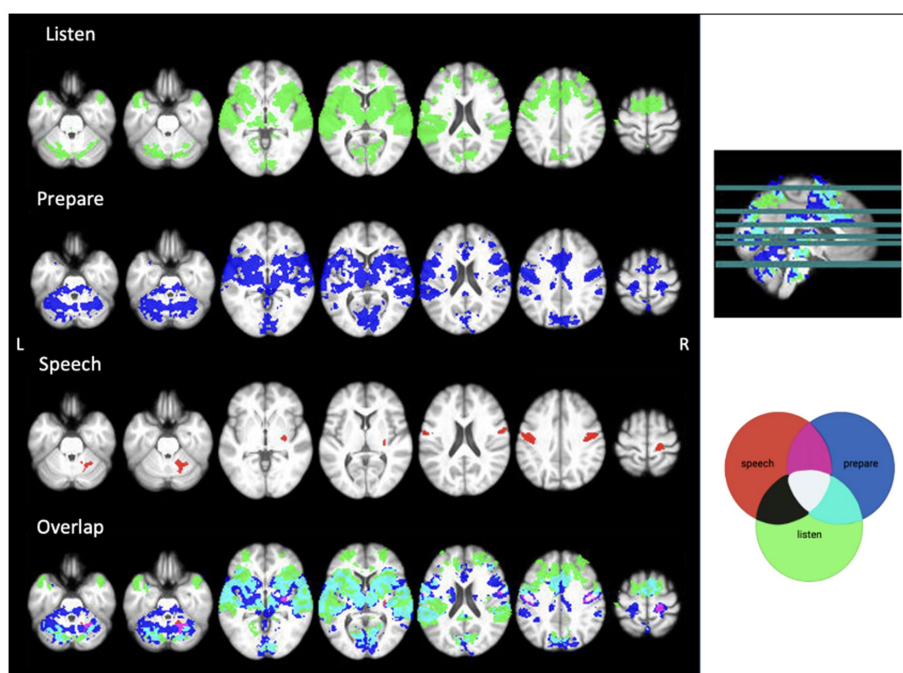 Listen
Prepare
L
R
Speech
Overlap
speech
prepare
listen